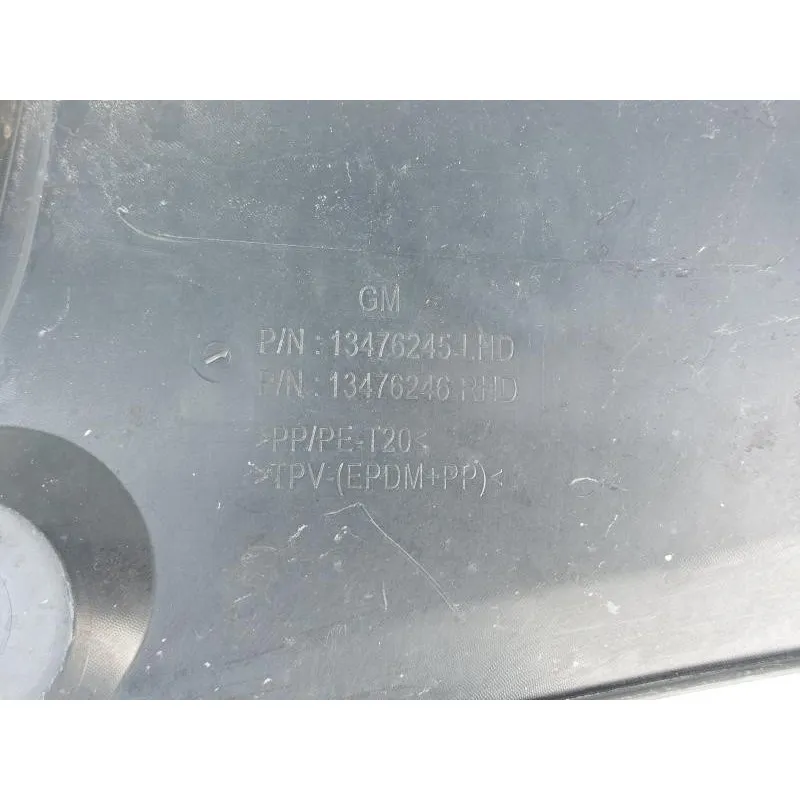 GM
P/N : 13476245 LHD
P/N : 13476246 RHD
>PP/PE-T20<
>TPV-(EPDM+PP)<